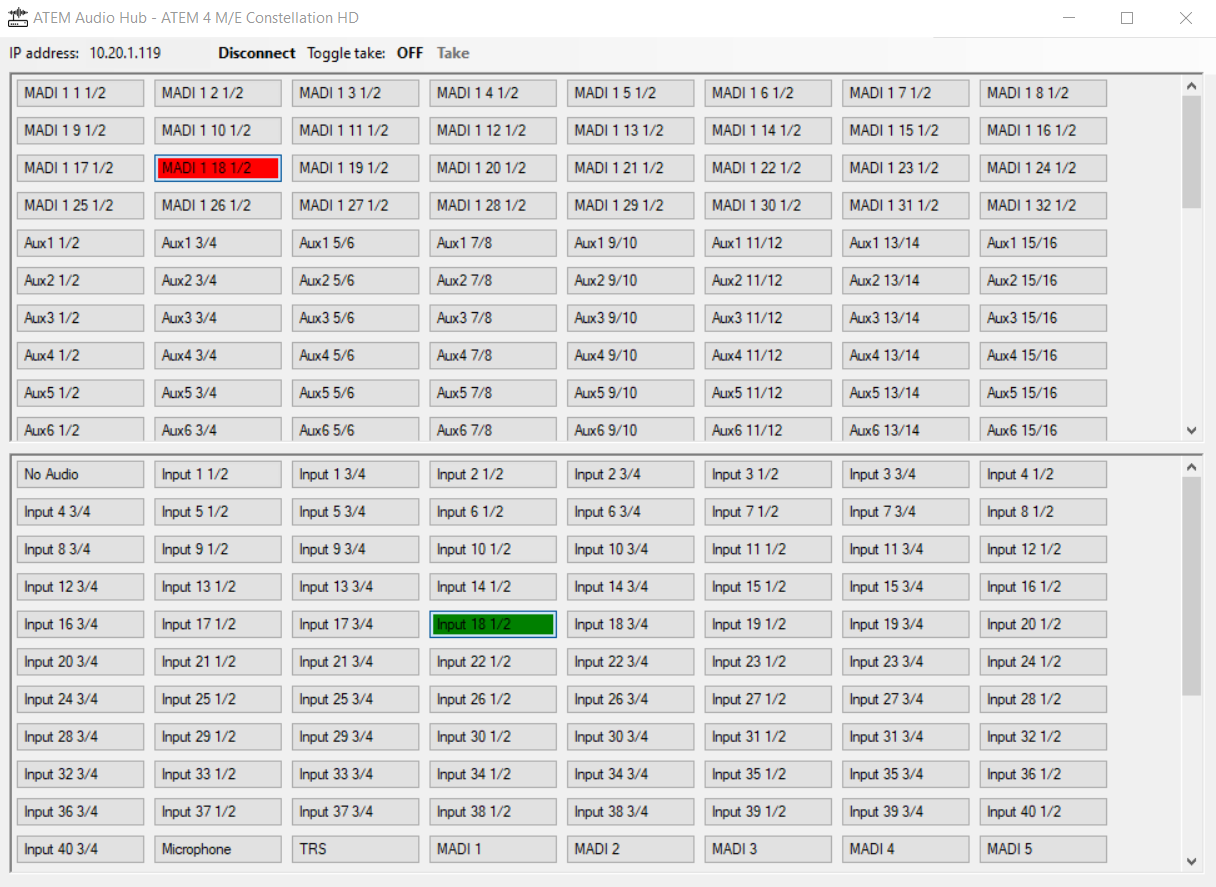 ATEM Audio Hub - ATEM 4 M/E Constellation HD
IP address: 10.20.1.119 Disconnect Toggle take: OFF Take
MADI 1 1 1/2 MADI 1 2 1/2 MADI 1 3 1/2 MADI 1 4 1/2 MADI 1 5 1/2 MADI 1 6 1/2 MADI 1 7 1/2 MADI 1 8 1/2
MADI 1 9 1/2 MADI 1 10 1/2 MADI 1 11 1/2 MADI 1 12 1/2 MADI 1 13 1/2 MADI 1 14 1/2 MADI 1 15 1/2 MADI 1 16 1/2
MADI 1 17 1/2 MADI 1 18 1/2 MADI 1 19 1/2 MADI 1 20 1/2 MADI 1 21 1/2 MADI 1 22 1/2 MADI 1 23 1/2 MADI 1 24 1/2
MADI 1 25 1/2 MADI 1 26 1/2 MADI 1 27 1/2 MADI 1 28 1/2 MADI 1 29 1/2 MADI 1 30 1/2 MADI 1 31 1/2 MADI 1 32 1/2
Aux1 1/2 Aux1 3/4 Aux1 5/6 Aux1 7/8 Aux1 9/10 Aux1 11/12 Aux1 13/14 Aux1 15/16
Aux2 1/2 Aux2 3/4 Aux2 5/6 Aux2 7/8 Aux2 9/10 Aux2 11/12 Aux2 13/14 Aux2 15/16
Aux3 1/2 Aux3 3/4 Aux3 5/6 Aux3 7/8 Aux3 9/10 Aux3 11/12 Aux3 13/14 Aux3 15/16
Aux4 1/2 Aux4 3/4 Aux4 5/6 Aux4 7/8 Aux4 9/10 Aux4 11/12 Aux4 13/14 Aux4 15/16
Aux5 1/2 Aux5 3/4 Aux5 5/6 Aux5 7/8 Aux5 9/10 Aux5 11/12 Aux5 13/14 Aux5 15/16
Aux6 1/2 Aux6 3/4 Aux6 5/6 Aux6 7/8 Aux6 9/10 Aux6 11/12 Aux6 13/14 Aux6 15/16
No Audio Input 1 1/2 Input 1 3/4 Input 2 1/2 Input 2 3/4 Input 3 1/2 Input 3 3/4 Input 4 1/2
Input 4 3/4 Input 5 1/2 Input 5 3/4 Input 6 1/2 Input 6 3/4 Input 7 1/2 Input 7 3/4 Input 8 1/2
Input 8 3/4 Input 9 1/2 Input 9 3/4 Input 10 1/2 Input 10 3/4 Input 11 1/2 Input 11 3/4 Input 12 1/2
Input 12 3/4 Input 13 1/2 Input 13 3/4 Input 14 1/2 Input 14 3/4 Input 15 1/2 Input 15 3/4 Input 16 1/2
Input 16 3/4 Input 17 1/2 Input 17 3/4 Input 18 1/2 Input 18 3/4 Input 19 1/2 Input 19 3/4 Input 20 1/2
Input 20 3/4 Input 21 1/2 Input 21 3/4 Input 22 1/2 Input 22 3/4 Input 23 1/2 Input 23 3/4 Input 24 1/2
Input 24 3/4 Input 25 1/2 Input 25 3/4 Input 26 1/2 Input 26 3/4 Input 27 1/2 Input 27 3/4 Input 28 1/2
Input 28 3/4 Input 29 1/2 Input 29 3/4 Input 30 1/2 Input 30 3/4 Input 31 1/2 Input 31 3/4 Input 32 1/2
Input 32 3/4 Input 33 1/2 Input 33 3/4 Input 34 1/2 Input 34 3/4 Input 35 1/2 Input 35 3/4 Input 36 1/2
Input 36 3/4 Input 37 1/2 Input 37 3/4 Input 38 1/2 Input 38 3/4 Input 39 1/2 Input 39 3/4 Input 40 1/2
Input 40 3/4 Microphone TRS MADI 1 MADI 2 MADI 3 MADI 4 MADI 5